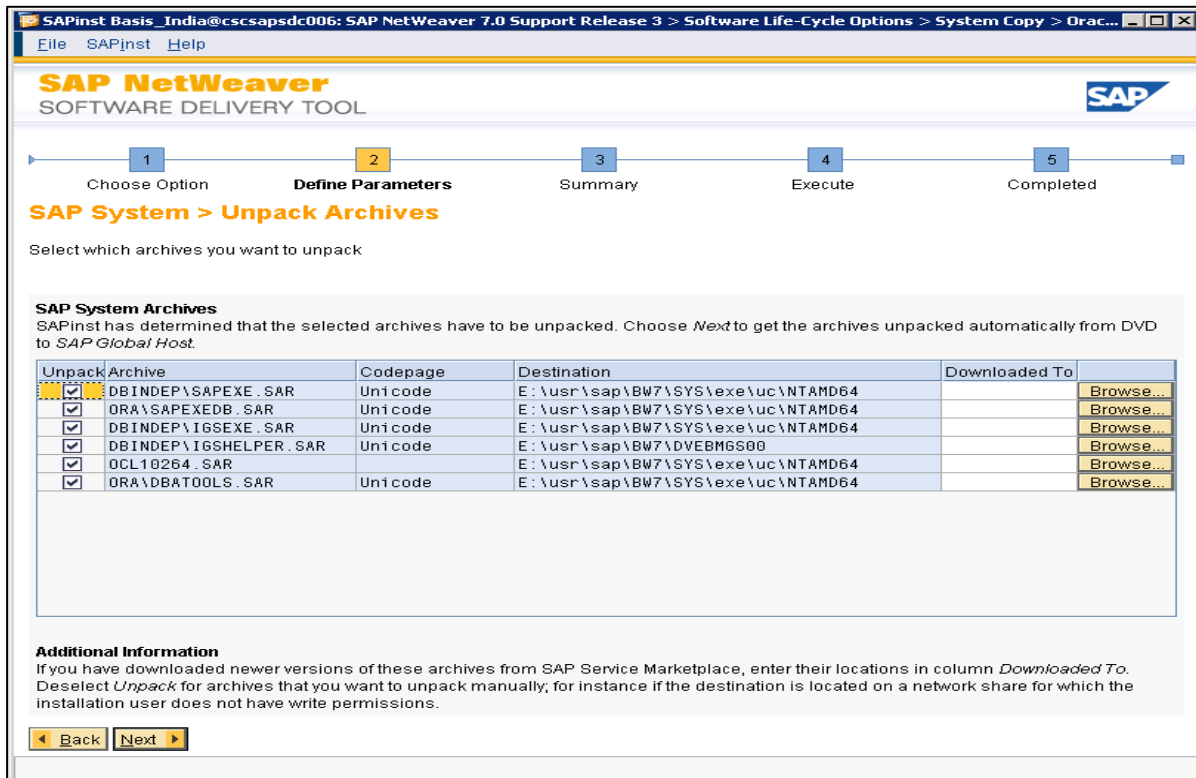 SAPinst Basis_India@cscsapsdc006: SAP NetWeaver 7.0 Support Release 3 > Software Life-Cycle Options > System Copy > Orac...
File SAPinst Help
SAP NetWeaver
SOFTWARE DELIVERY TOOL
SAP
1 2 3 4 5
Choose Option Define Parameters Summary Execute Completed
SAP System > Unpack Archives
Select which archives you want to unpack
SAP System Archives
SAPinst has determined that the selected archives have to be unpacked. Choose Next to get the archives unpacked automatically from DVD
to SAP Global Host.
Unpack Archive Codepage Destination Downloaded To
DBINDEP\SAPEXE.SAR Unicode E:\usr\sap\BW7\SYS\exe\uc\NTAMD64 Browse...
ORA\SAPEXEDB.SAR Unicode E:\usr\sap\BW7\SYS\exe\uc\NTAMD64 Browse...
DBINDEP\IGSEXE.SAR Unicode E:\usr\sap\BW7\SYS\exe\uc\NTAMD64 Browse...
DBINDEP\IGSHELPER.SAR Unicode E:\usr\sap\BW7\DVEBMGS00 Browse...
OCL10264.SAR E:\usr\sap\BW7\SYS\exe\uc\NTAMD64 Browse...
ORA\DBATOOLS.SAR Unicode E:\usr\sap\BW7\SYS\exe\uc\NTAMD64 Browse...
Additional Information
If you have downloaded newer versions of these archives from SAP Service Marketplace, enter their locations in column Downloaded To.
Deselect Unpack for archives that you want to unpack manually; for instance if the destination is located on a network share for which the
installation user does not have write permissions.
Back Next